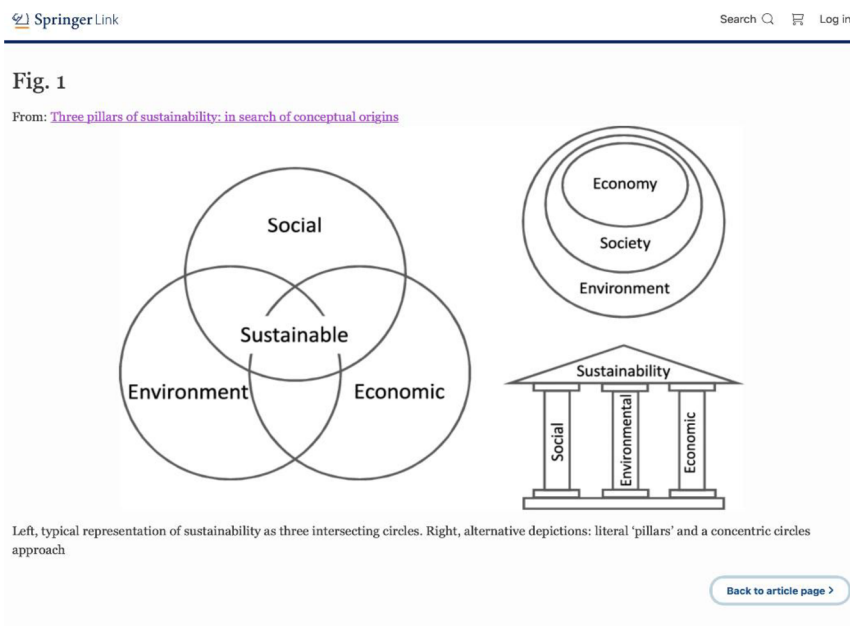 Springer Link
Search
Log in
Fig. 1
From: Three pillars of sustainability: in search of conceptual origins
Social
Sustainable
Environment
Economic
Economy
Society
Environment
Sustainability
Social
Environmental
Economic
Left, typical representation of sustainability as three intersecting circles. Right, alternative depictions: literal ‘pillars’ and a concentric circles
approach
Back to article page